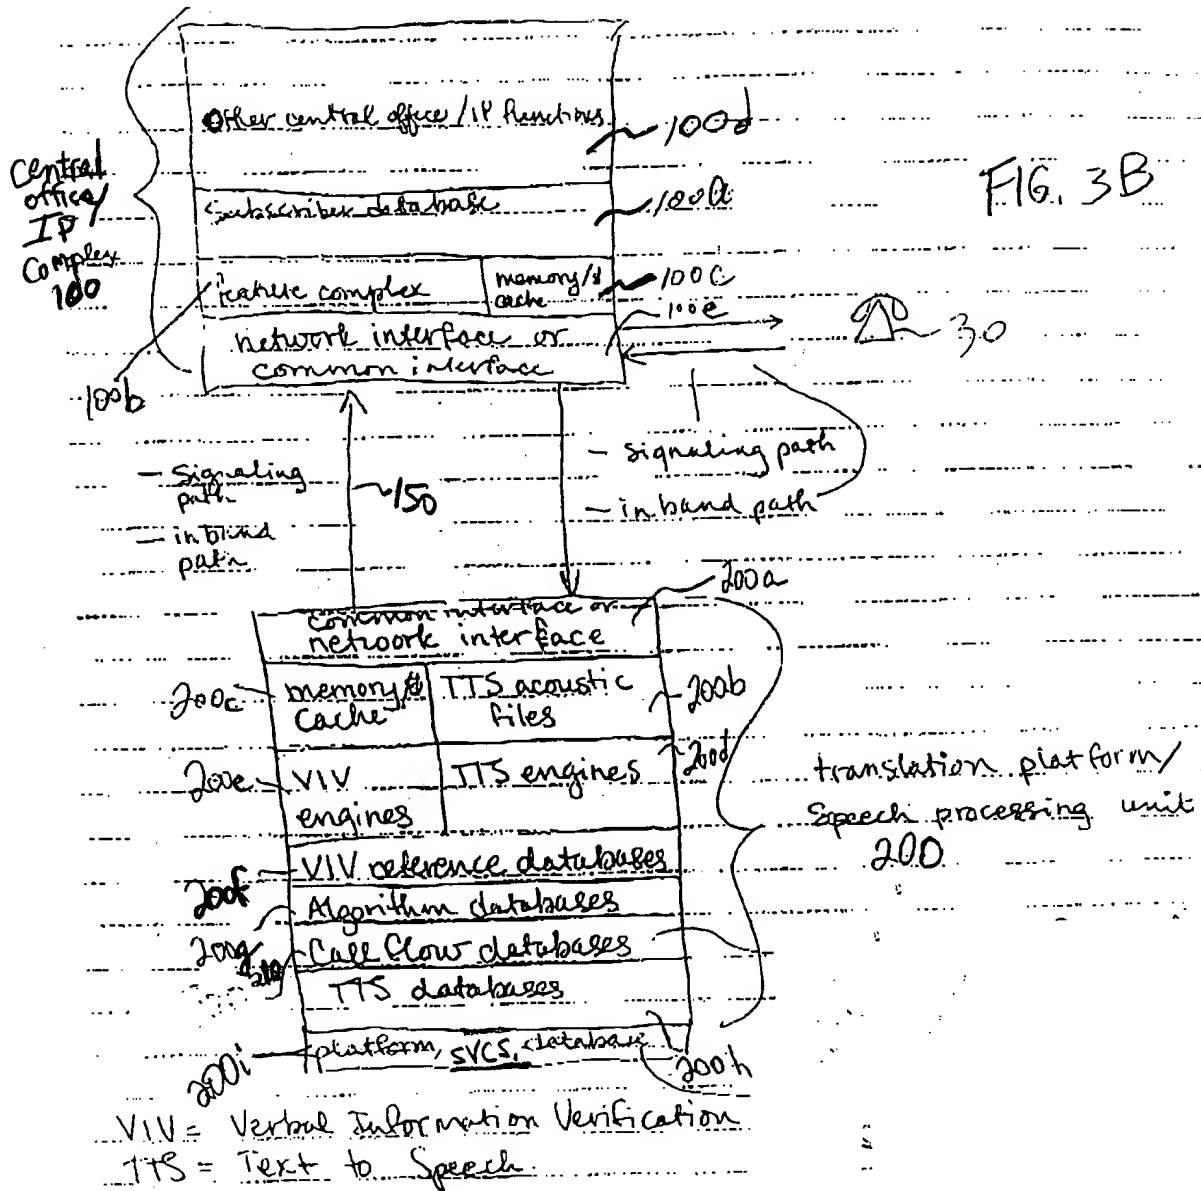 Other central office / IP functions
100d
central
office/
IP
Complex
100
FIG. 3B
Subscriber database
100a
feature complex
memory/&
cache
100c
100e
network interface or
common interface
30
100b
- signaling
path
- inband
path
150
- signaling path
- in band path
200a
common interface or
network interface
200c
memory &
cache
TTS acoustic
files
200b
200e
VIV
engines
TTS engines
200d
translation platform/
speech processing unit
200
200f
VIV reference databases
Algorithm databases
200g
Call Flow databases
TTS databases
200i
platform, SVCS, database
200h
VIV = Verbal Information Verification
TTS = Text to Speech